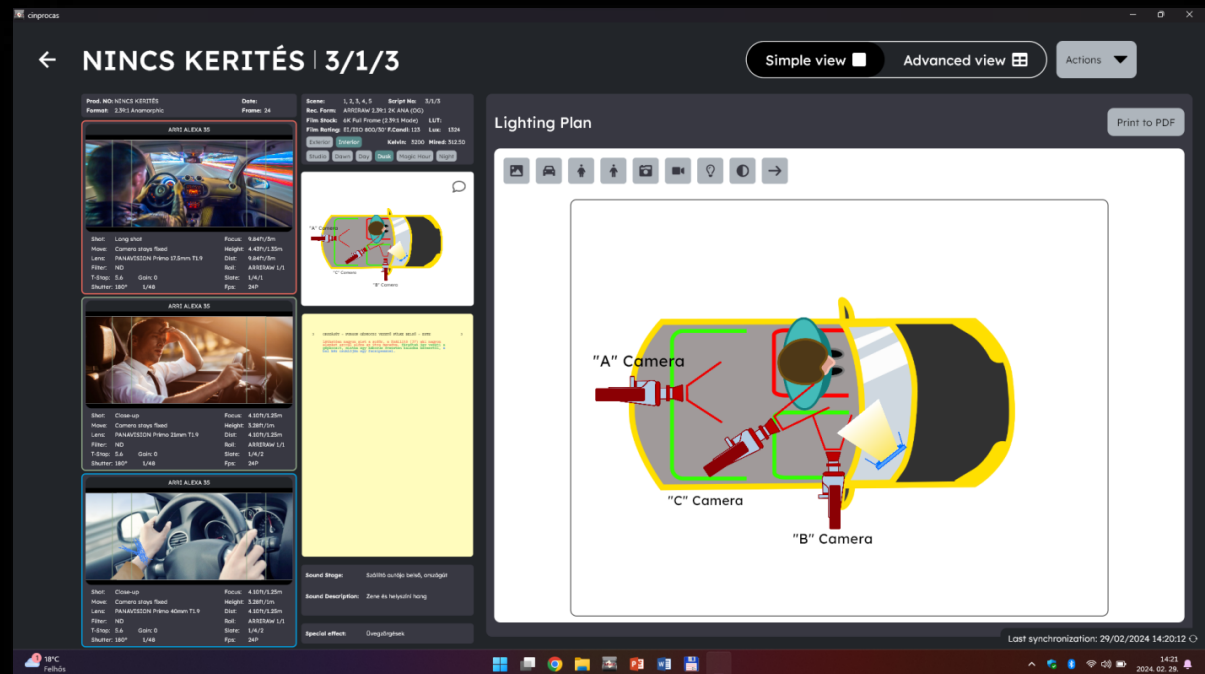 cinprocas
NINCS KERITÉS | 3/1/3
Simple view
Advanced view
Actions
Prod. NO: NINCS KERITÉS Date:
Format: 2.39:1 Anamorphic Frame: 24
ARRI ALEXA 35
Shot: Long shot Focus: 9.84ft/3m
Move: Camera stays fixed Height: 4.43ft/1.35m
Lens: PANAVISION Primo 17.5mm T1.9 Dist: 9.84ft/3m
Filter: ND Roll: ARRIRAW 1/1
T-Stop: 5.6 Gain: 0 Slate: 1/4/1
Shutter: 180° 1/48 Fps: 24P
ARRI ALEXA 35
Shot: Close-up Focus: 4.10ft/1.25m
Move: Camera stays fixed Height: 3.28ft/1m
Lens: PANAVISION Primo 25mm T1.9 Dist: 4.10ft/1.25m
Filter: ND Roll: ARRIRAW 1/1
T-Stop: 5.6 Gain: 0 Slate: 1/4/2
Shutter: 180° 1/48 Fps: 24P
ARRI ALEXA 35
Shot: Close-up Focus: 4.10ft/1.25m
Move: Camera stays fixed Height: 3.28ft/1m
Lens: PANAVISION Primo 40mm T1.9 Dist: 4.10ft/1.25m
Filter: ND Roll: ARRIRAW 1/1
T-Stop: 5.6 Gain: 0 Slate: 1/4/2
Shutter: 180° 1/48 Fps: 24P
Scene: 1, 2, 3, 4, 5 Script No: 3/1/3
Rec. Form: ARRIRAW 2.39:1 2K ANA (OG)
Film Stock: 6K Full Frame (2.39:1 Mode) LUT:
Film Rating: EI/ISO 800/30° F.Candl: 123 Lux: 1324
Exterior Interior Kelvin: 3200 Mired: 312.50
Studio Dawn Day Dusk Magic Hour Night
"A" Camera
"C" Camera
"B" Camera
Sound Stage: Szállító autója belső, országút
Sound Description: Zene és helyszíni hang
Special effect: Üvegzörgések
Lighting Plan
Print to PDF
"A" Camera
"C" Camera
"B" Camera
Last synchronization: 29/02/2024 14:20:12
1
18°C
Felhős
14:21
2024. 02. 29.